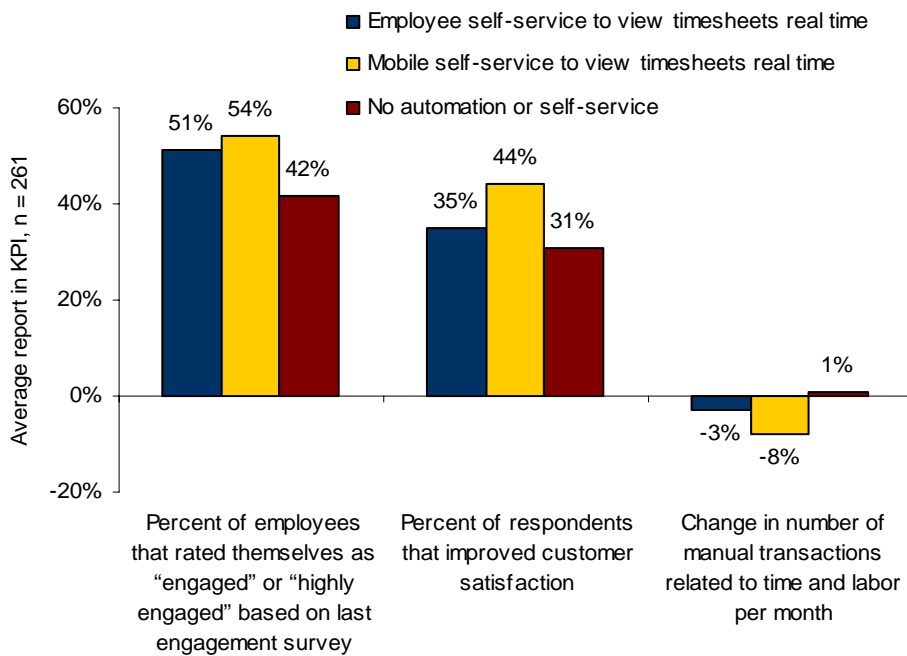 Employee self-service to view timesheets real time
Mobile self-service to view timesheets real time
No automation or self-service
Average report in KPI, n = 261
60%
40%
20%
0%
-20%
51%
54%
42%
35%
44%
31%
-3%
-8%
1%
Percent of employees
that rated themselves as
“engaged” or “highly
engaged” based on last
engagement survey
Percent of respondents
that improved customer
satisfaction
Change in number of
manual transactions
related to time and labor
per month